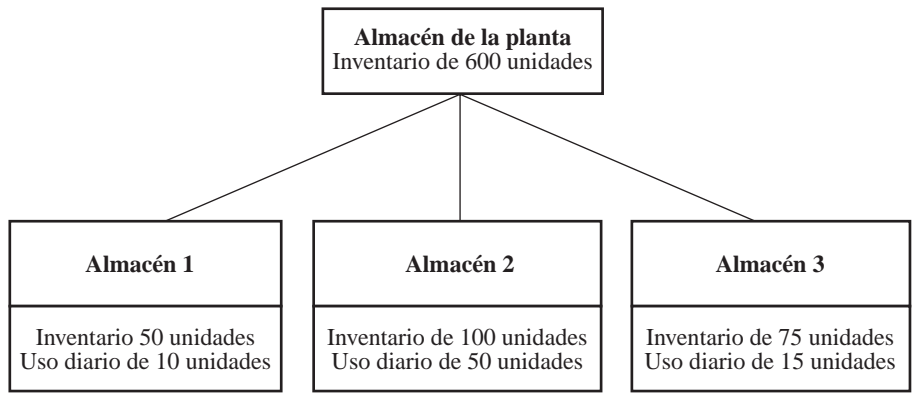 Almacén de la planta
Inventario de 600 unidades
Almacén 1
Inventario 50 unidades
Uso diario de 10 unidades
Almacén 2
Inventario de 100 unidades
Uso diario de 50 unidades
Almacén 3
Inventario de 75 unidades
Uso diario de 15 unidades